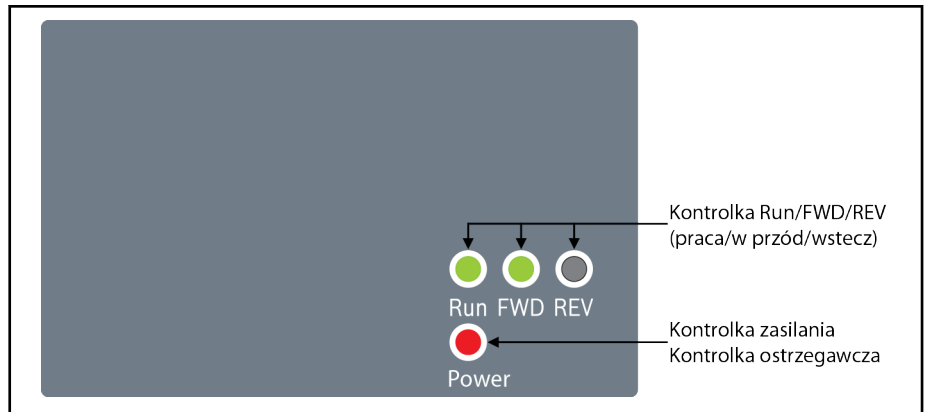 Kontrolka Run/FWD/REV
(praca/w przód/wstecz)
Run FWD REV
Kontrolka zasilania
Kontrolka ostrzegawcza
Power